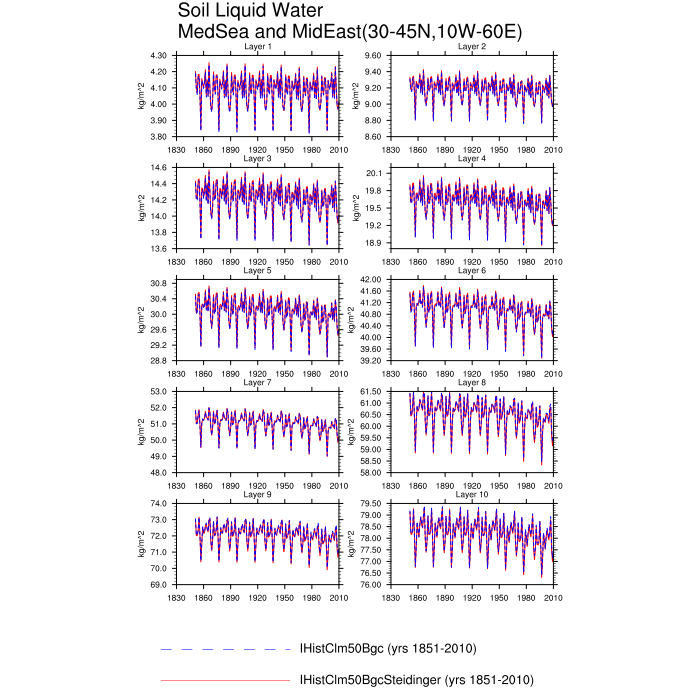 Soil Liquid Water
MedSea and MidEast(30-45N,10W-60E)
Layer 1
4.30
4.20
4.10
4.00
3.90
3.80
kg/m^2
1830 1860 1890 1920 1950 1980 2010
Layer 2
9.60
9.40
9.20
9.00
8.80
8.60
kg/m^2
1830 1860 1890 1920 1950 1980 2010
Layer 3
14.6
14.4
14.2
14.0
13.8
13.6
kg/m^2
1830 1860 1890 1920 1950 1980 2010
Layer 4
20.1
19.8
19.5
19.2
18.9
kg/m^2
1830 1860 1890 1920 1950 1980 2010
Layer 5
30.8
30.4
30.0
29.6
29.2
28.8
kg/m^2
1830 1860 1890 1920 1950 1980 2010
Layer 6
42.00
41.60
41.20
40.80
40.40
40.00
39.60
39.20
kg/m^2
1830 1860 1890 1920 1950 1980 2010
Layer 7
53.0
52.0
51.0
50.0
49.0
48.0
kg/m^2
1830 1860 1890 1920 1950 1980 2010
Layer 8
61.50
61.00
60.50
60.00
59.50
59.00
58.50
58.00
kg/m^2
1830 1860 1890 1920 1950 1980 2010
Layer 9
74.0
73.0
72.0
71.0
70.0
69.0
kg/m^2
1830 1860 1890 1920 1950 1980 2010
Layer 10
79.50
79.00
78.50
78.00
77.50
77.00
76.50
76.00
kg/m^2
1830 1860 1890 1920 1950 1980 2010
IHistClm50Bgc (yrs 1851-2010)
IHistClm50BgcSteidinger (yrs 1851-2010)